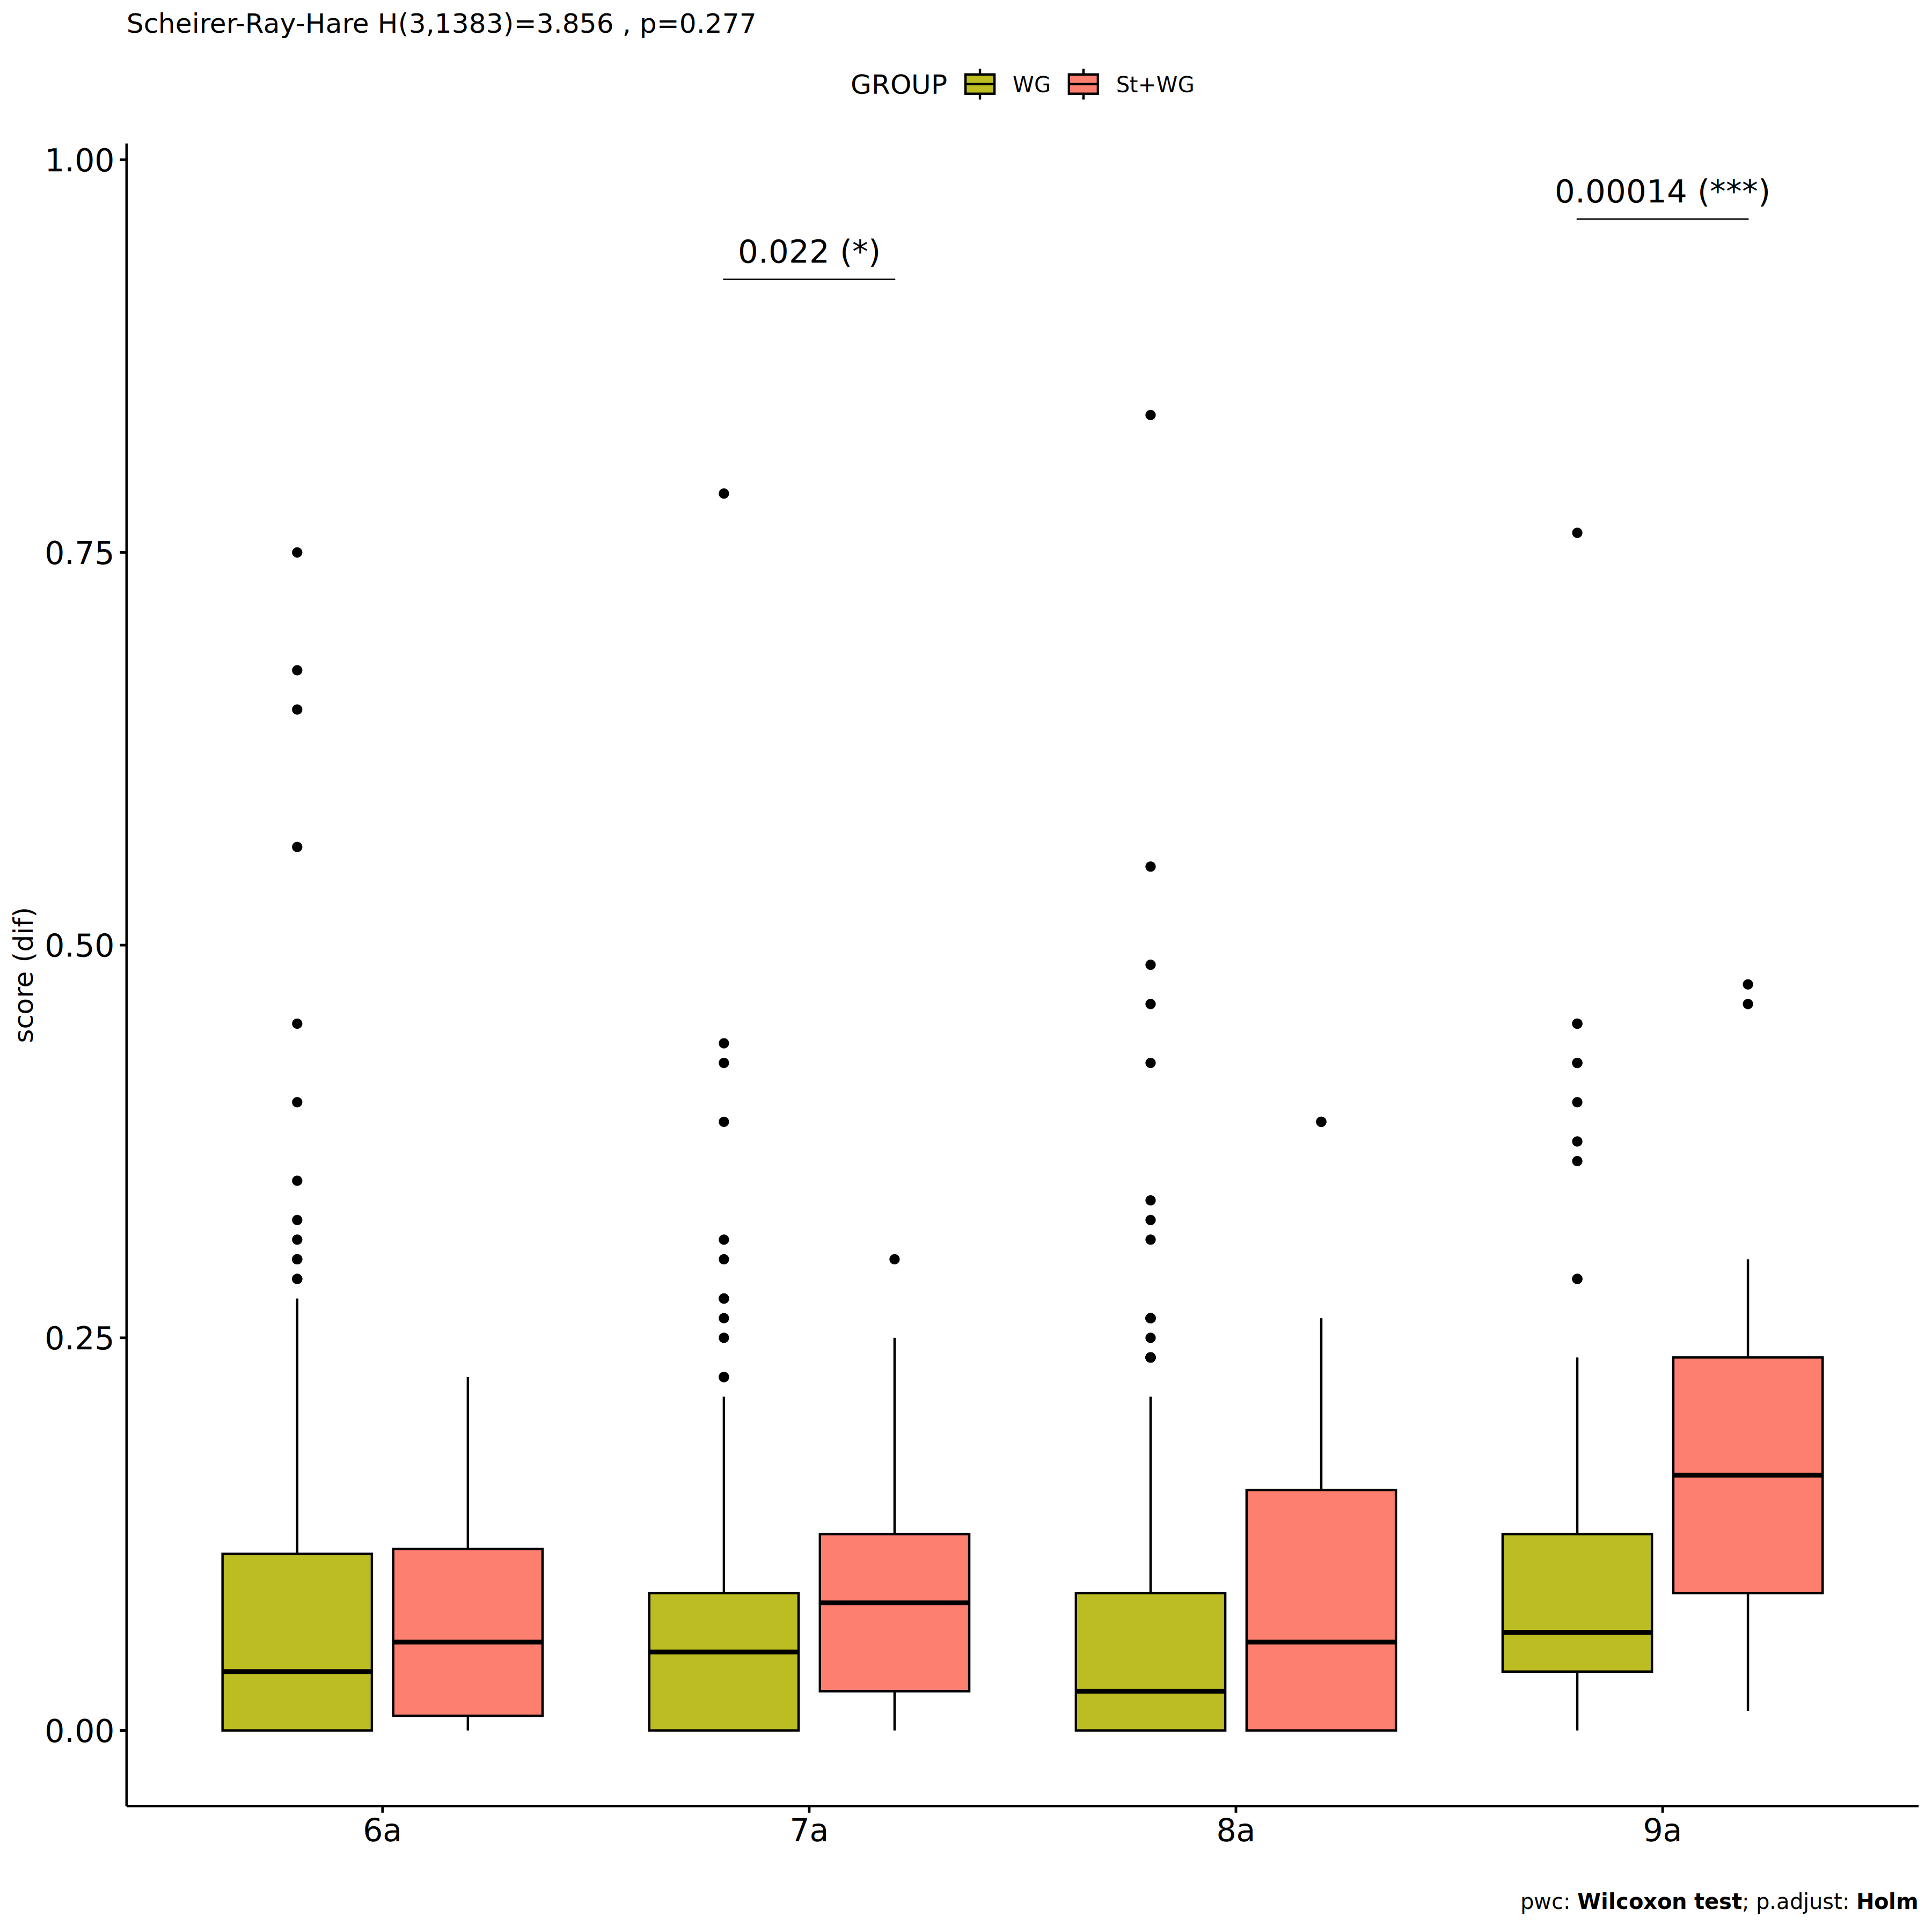 Scheirer-Ray-Hare H(3,1383)=3.856 , p=0.277
GROUP WG St+WG
1.00
0.75
0.50
0.25
0.00
score (dif)
0.022 (*)
0.00014 (***)
6a 7a 8a 9a
pwc: Wilcoxon test; p.adjust: Holm